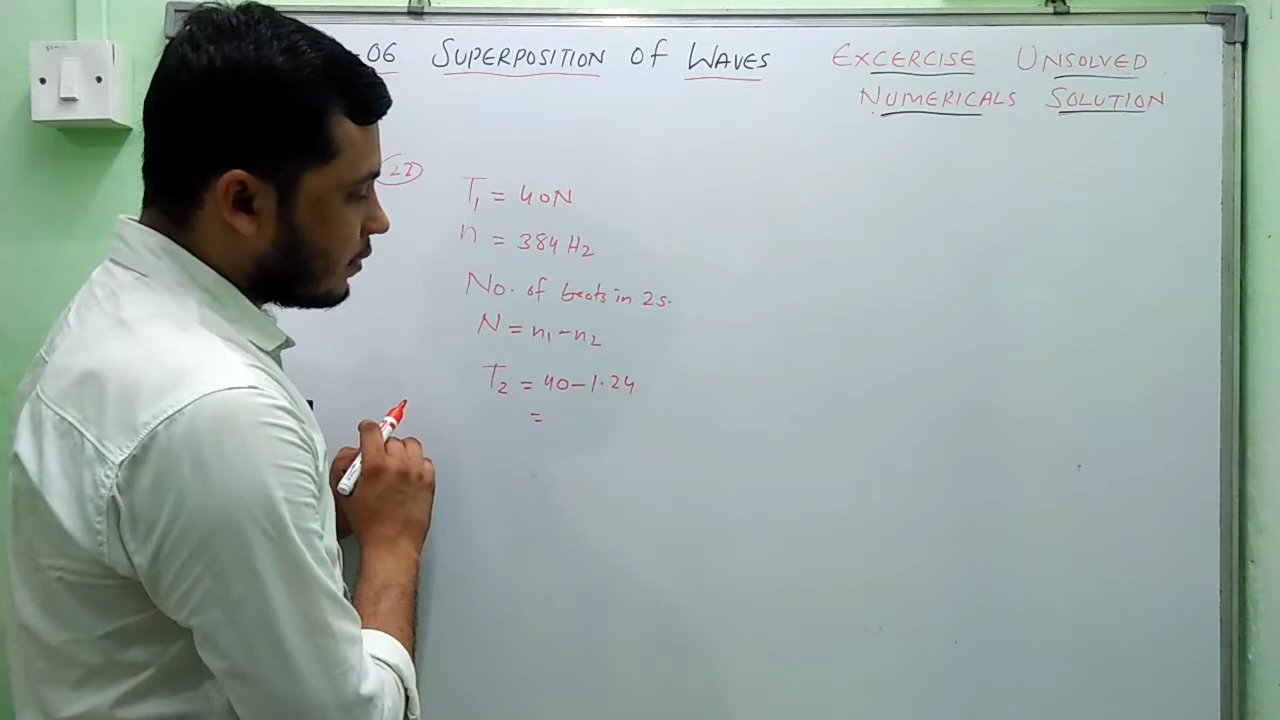 06 SUPERPOSITION OF WAVES EXCERCISE UNSOLVED
NUMERICALS SOLUTION
T₁ = 40N
n = 384 Hz
No. of beats in 2s.
N = n₁ - n₂
T₂ = 40 - 1.24
=